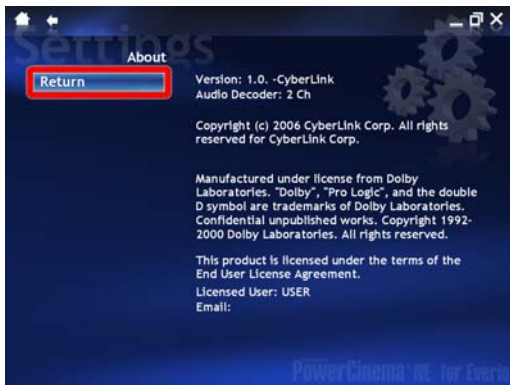 Settings
About
Return
Version: 1.0. -CyberLink
Audio Decoder: 2 Ch
Copyright (c) 2006 CyberLink Corp. All rights
reserved for CyberLink Corp.
Manufactured under license from Dolby
Laboratories. "Dolby", "Pro Logic", and the double
D symbol are trademarks of Dolby Laboratories.
Confidential unpublished works. Copyright 1992-
2000 Dolby Laboratories. All rights reserved.
This product is licensed under the terms of the
End User License Agreement.
Licensed User: USER
Email:
PowerCinema NE for Everio